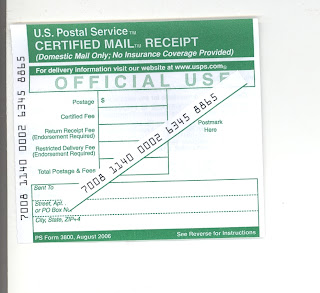 U.S. Postal Service™
CERTIFIED MAIL™ RECEIPT
(Domestic Mail Only; No Insurance Coverage Provided)
For delivery information visit our website at www.usps.com®
OFFICIAL USE
Postage $
Certified Fee
Return Receipt Fee
(Endorsement Required)
Restricted Delivery Fee
(Endorsement Required)
Total Postage & Fees
Postmark
Here
7008 1140 0002 6345 8865
7008 1140 0002 6345 8865
Sent To
Street, Apt.
or PO Box No
City, State, ZIP+4
PS Form 3800, August 2006
See Reverse for Instructions